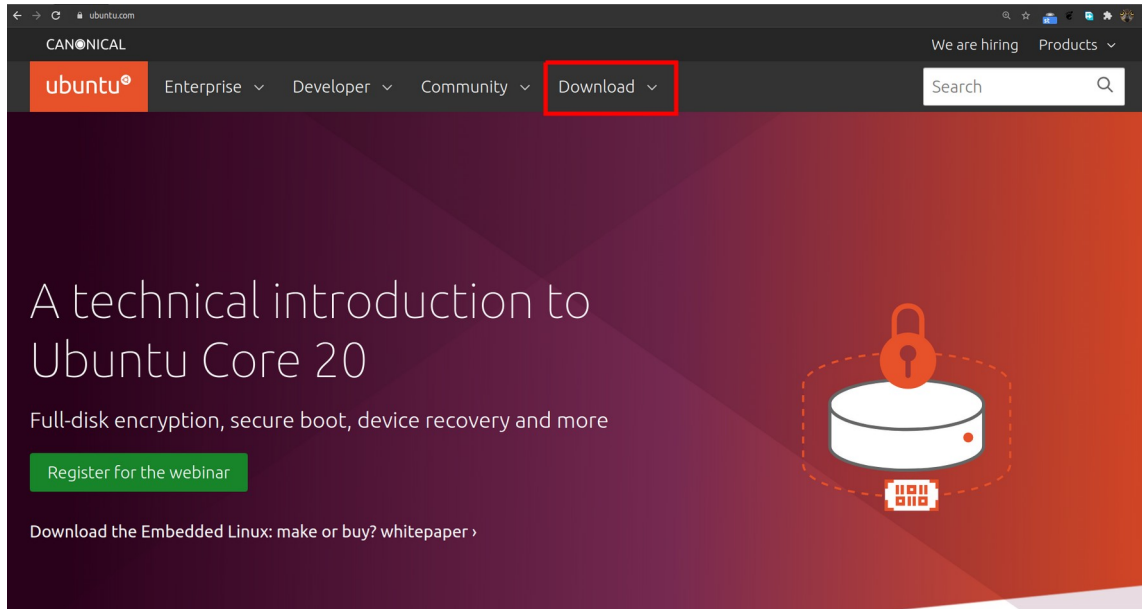 ubuntu.com
CANONICAL
We are hiring Products
ubuntu Enterprise Developer Community Download Search
A technical introduction to
Ubuntu Core 20
Full-disk encryption, secure boot, device recovery and more
Register for the webinar
Download the Embedded Linux: make or buy? whitepaper ›